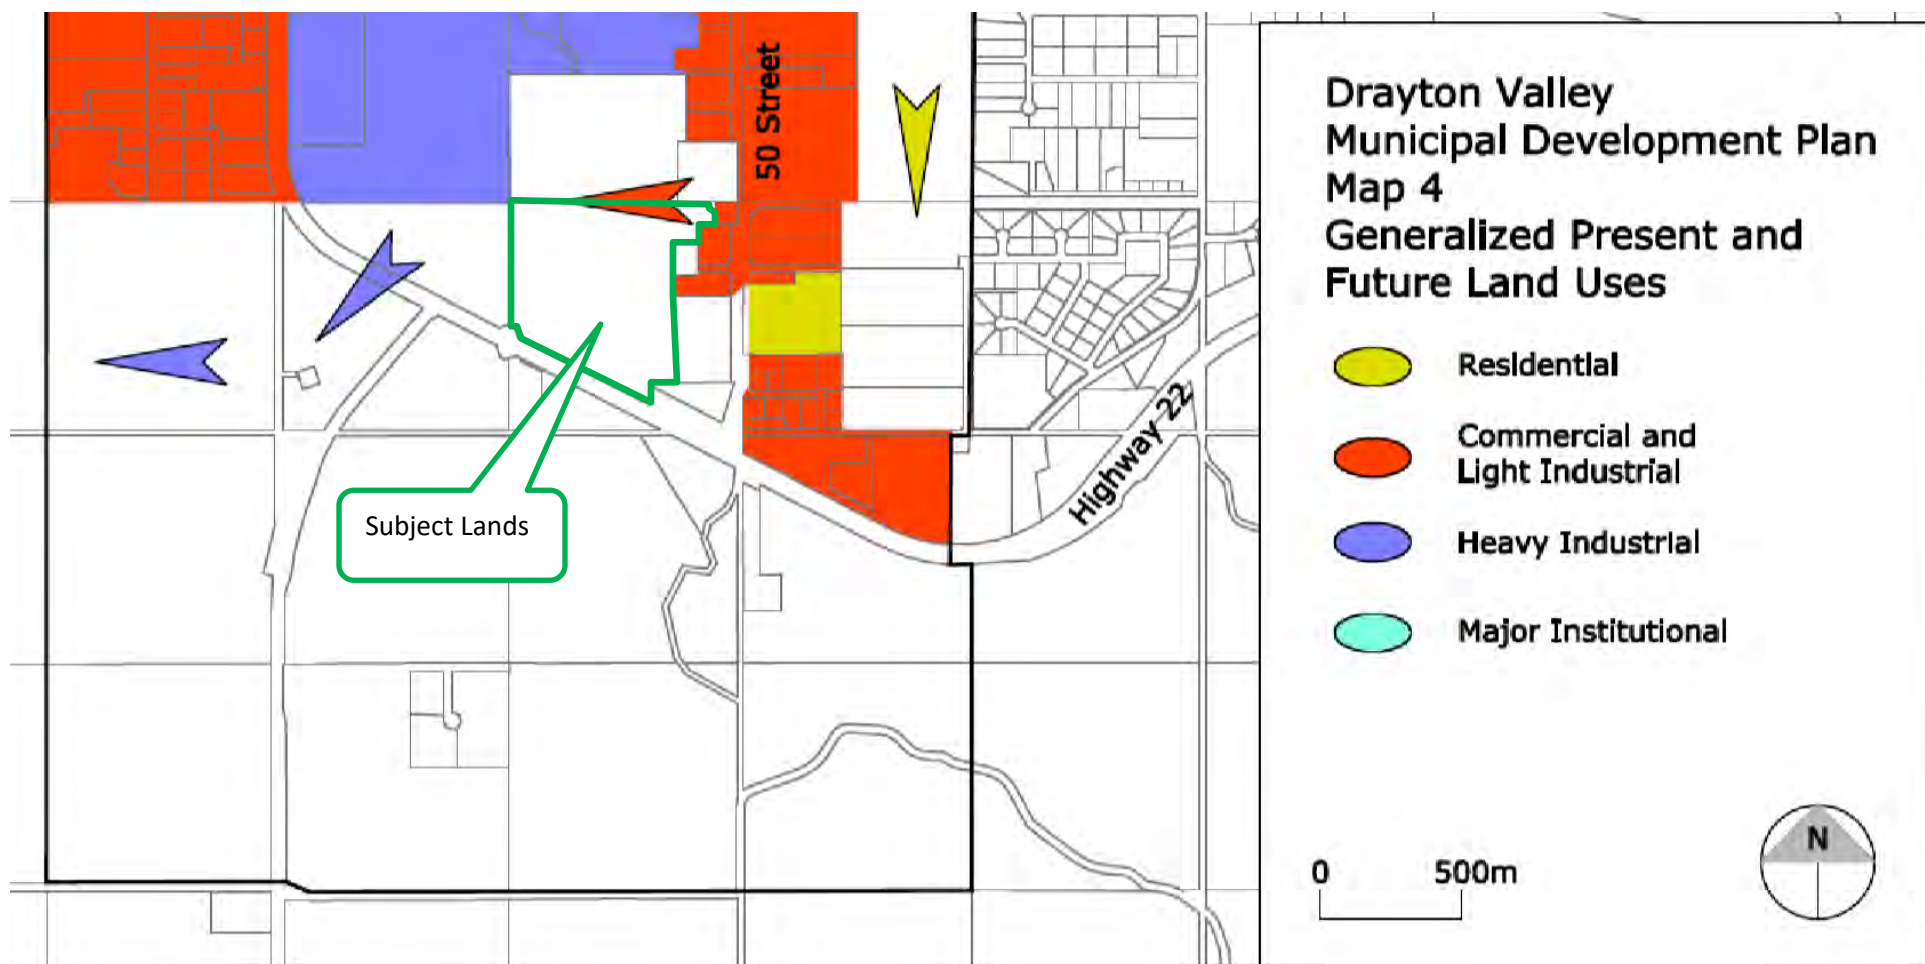 50 Street
Highway 22
Subject Lands
Drayton Valley
Municipal Development Plan
Map 4
Generalized Present and
Future Land Uses
Residential
Commercial and
Light Industrial
Heavy Industrial
Major Institutional
0 500m
N